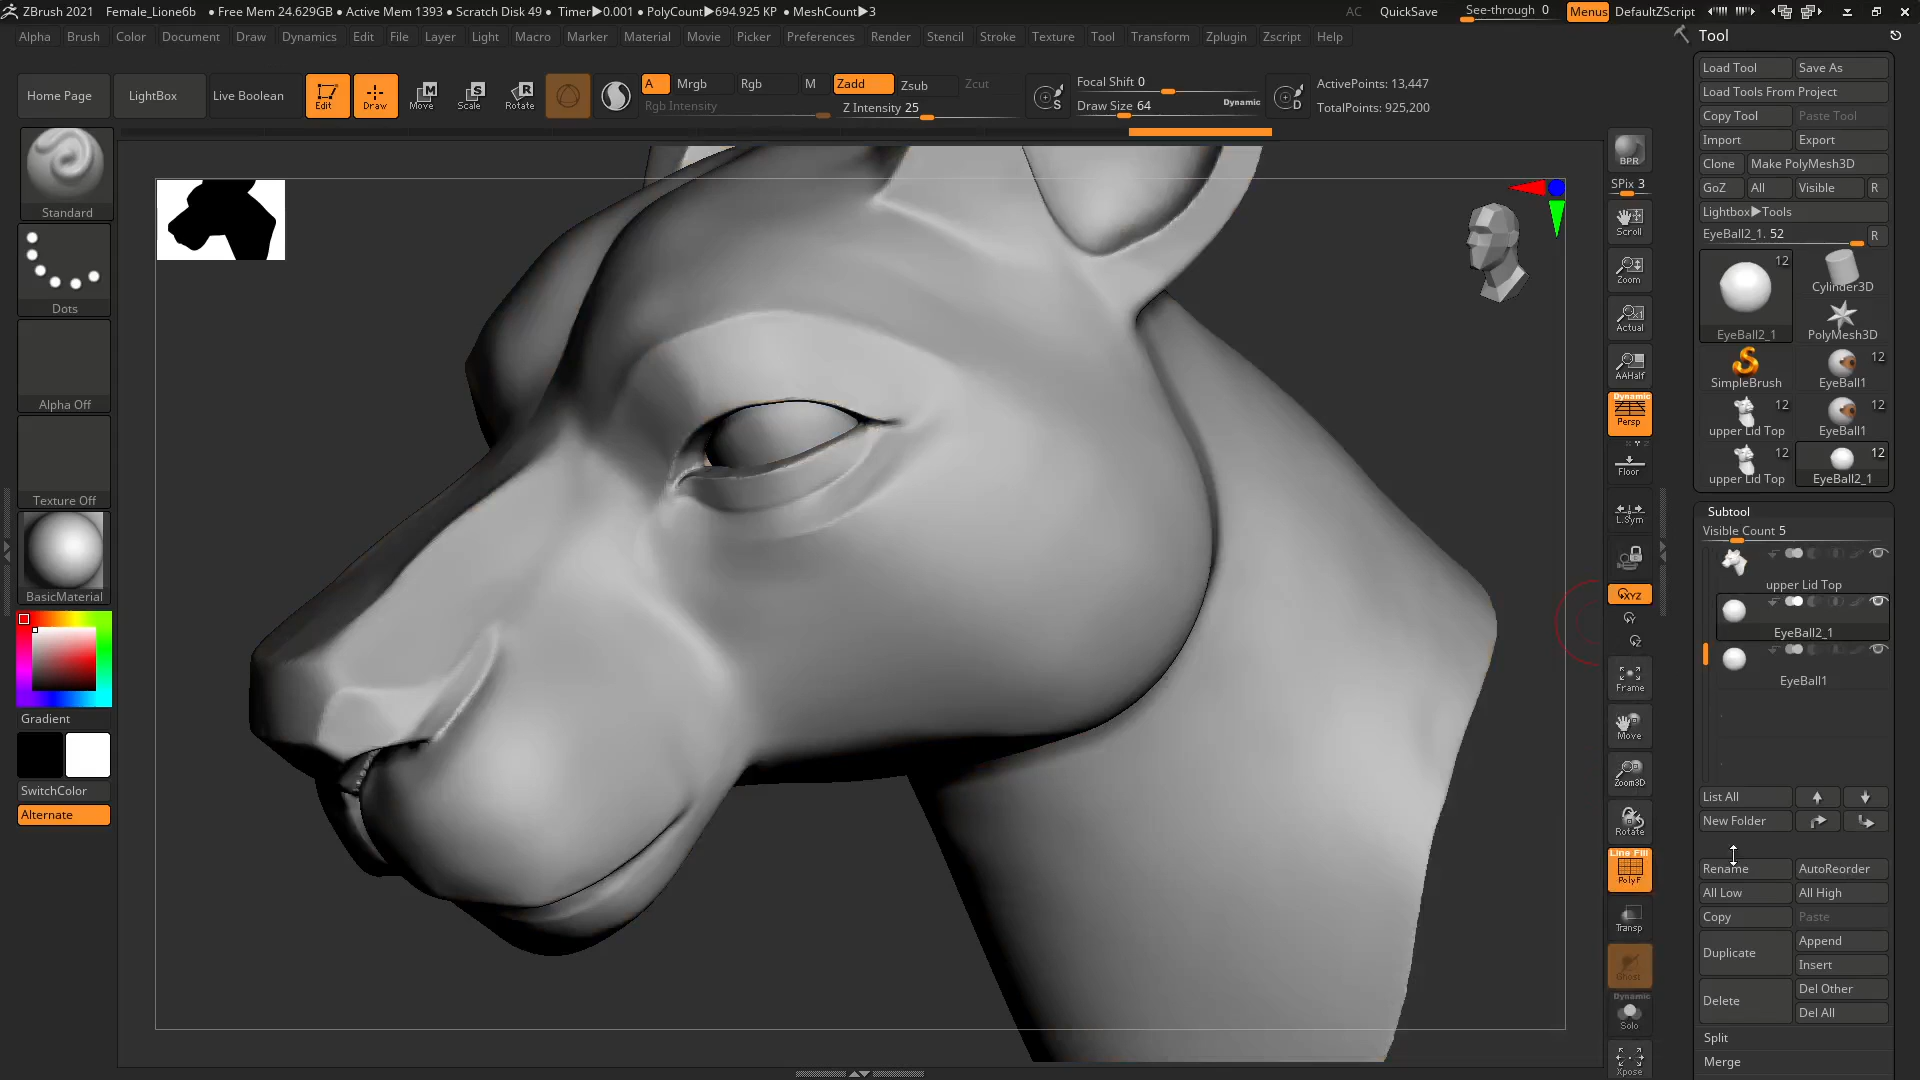 ZBrush 2021 Female_Lione6b ● Free Mem 24.629GB ● Active Mem 1393 ● Scratch Disk 49 ● Timer▶0.001 ● PolyCount▶694.925 KP ● MeshCount▶3 AC QuickSave See-through 0 Menus DefaultZScript
Alpha Brush Color Document Draw Dynamics Edit File Layer Light Macro Marker Material Movie Picker Preferences Render Stencil Stroke Texture Tool Transform Zplugin Zscript Help
Tool
Home Page LightBox Live Boolean Edit Draw Move Scale Rotate
A Mrgb Rgb M Zadd Zsub Zcut
Rgb Intensity Z Intensity 25
Focal Shift 0
Draw Size 64 Dynamic
S D
ActivePoints: 13,447
TotalPoints: 925,200
Standard
Dots
Alpha Off
Texture Off
BasicMaterial
Gradient
SwitchColor
Alternate
BPR
SPix 3
Scroll
Zoom
Actual
AAHalf
Dynamic
Persp
Floor
L.Sym
XYZ
Y
Z
Frame
Move
Zoom3D
Rotate
Line Fill
PolyF
Transp
Ghost
Dynamic
Solo
Xpose
Load Tool Save As
Load Tools From Project
Copy Tool Paste Tool
Import Export
Clone Make PolyMesh3D
GoZ All Visible R
Lightbox▶Tools
EyeBall2_1. 52 R
12
EyeBall2_1 Cylinder3D
PolyMesh3D
SimpleBrush 12 EyeBall1
12 upper Lid Top 12 EyeBall1
12 upper Lid Top 12 EyeBall2_1
Subtool
Visible Count 5
upper Lid Top
EyeBall2_1
EyeBall1
List All
New Folder
Rename AutoReorder
All Low All High
Copy Paste
Duplicate Append
Insert
Delete Del Other
Del All
Split
Merge